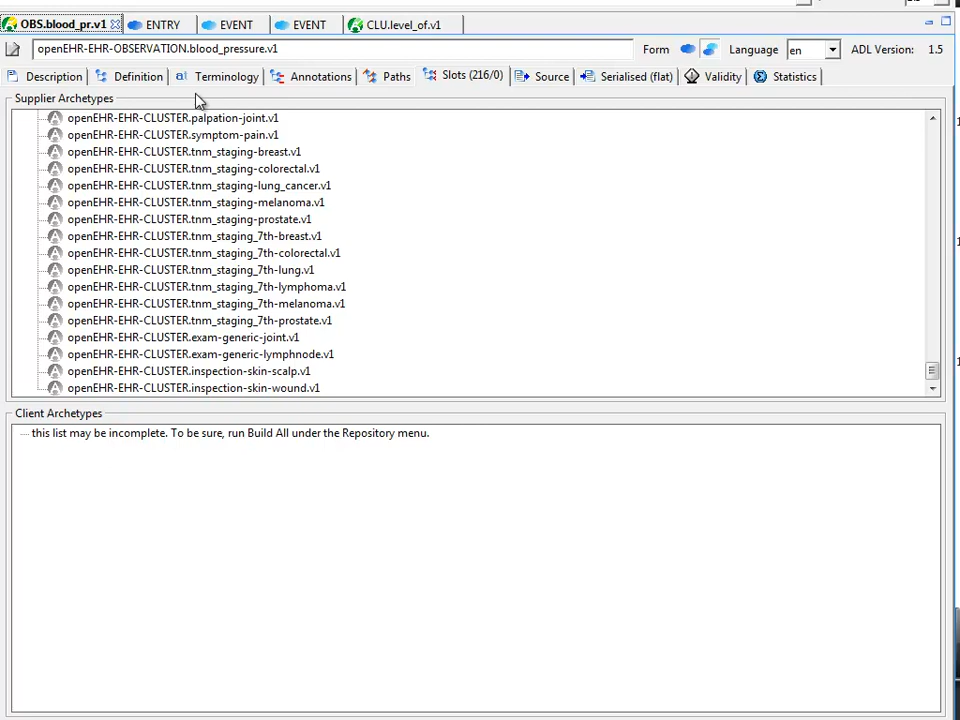 OBS.blood_pr.v1 ENTRY EVENT EVENT CLU.level_of.v1
openEHR-EHR-OBSERVATION.blood_pressure.v1 Form Language en ADL Version: 1.5
Description Definition Terminology Annotations Paths Slots (216/0) Source Serialised (flat) Validity Statistics
Supplier Archetypes
openEHR-EHR-CLUSTER.palpation-joint.v1
openEHR-EHR-CLUSTER.symptom-pain.v1
openEHR-EHR-CLUSTER.tnm_staging-breast.v1
openEHR-EHR-CLUSTER.tnm_staging-colorectal.v1
openEHR-EHR-CLUSTER.tnm_staging-lung_cancer.v1
openEHR-EHR-CLUSTER.tnm_staging-melanoma.v1
openEHR-EHR-CLUSTER.tnm_staging-prostate.v1
openEHR-EHR-CLUSTER.tnm_staging_7th-breast.v1
openEHR-EHR-CLUSTER.tnm_staging_7th-colorectal.v1
openEHR-EHR-CLUSTER.tnm_staging_7th-lung.v1
openEHR-EHR-CLUSTER.tnm_staging_7th-lymphoma.v1
openEHR-EHR-CLUSTER.tnm_staging_7th-melanoma.v1
openEHR-EHR-CLUSTER.tnm_staging_7th-prostate.v1
openEHR-EHR-CLUSTER.exam-generic-joint.v1
openEHR-EHR-CLUSTER.exam-generic-lymphnode.v1
openEHR-EHR-CLUSTER.inspection-skin-scalp.v1
openEHR-EHR-CLUSTER.inspection-skin-wound.v1
Client Archetypes
this list may be incomplete. To be sure, run Build All under the Repository menu.